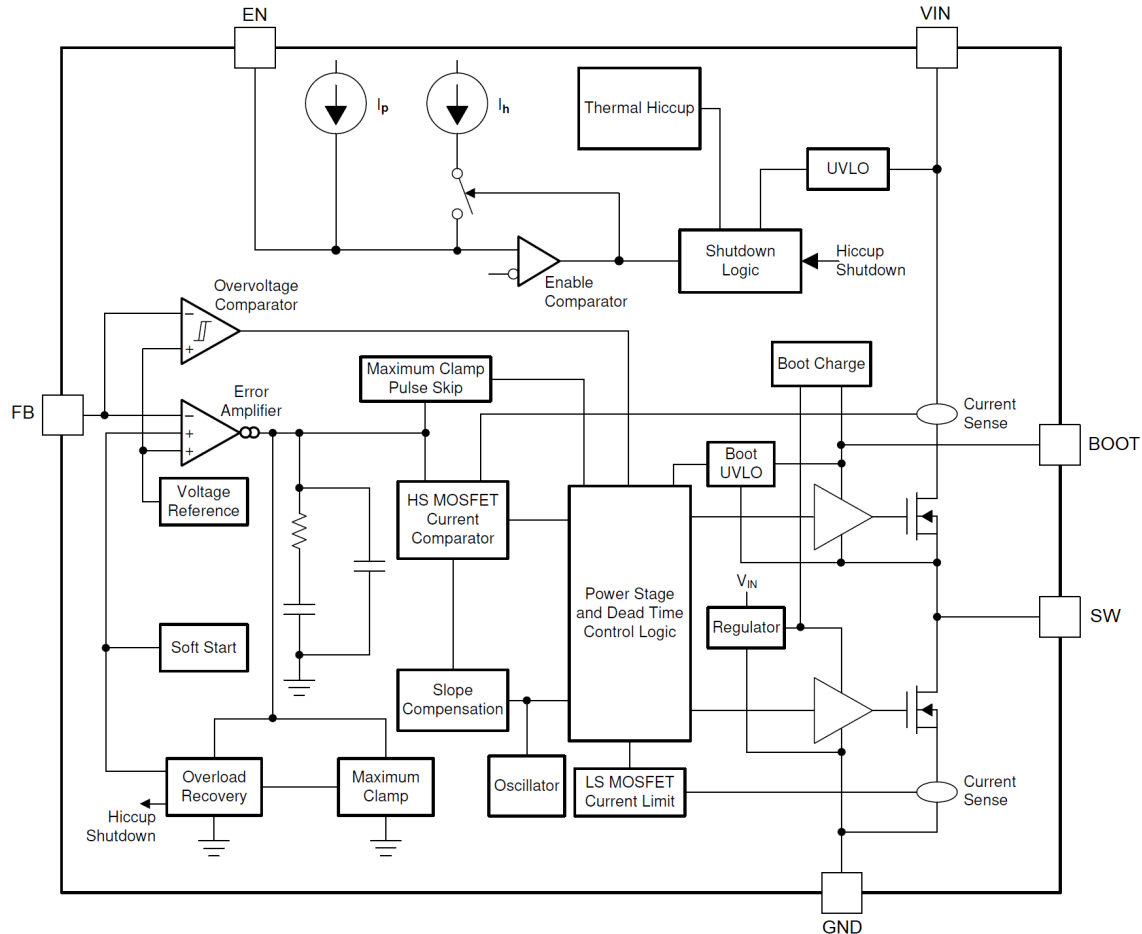 EN
VIN
Ip
Ih
Thermal Hiccup
UVLO
Shutdown
Logic
Hiccup
Shutdown
Enable
Comparator
Overvoltage
Comparator
−
+
Boot Charge
Maximum Clamp
Pulse Skip
Error
Amplifier
FB
−
+
+
Current
Sense
BOOT
Boot
UVLO
Voltage
Reference
HS MOSFET
Current
Comparator
VIN
Power Stage
and Dead Time
Control Logic
Regulator
SW
Soft Start
Slope
Compensation
Overload
Recovery
Maximum
Clamp
Oscillator
LS MOSFET
Current Limit
Current
Sense
Hiccup
Shutdown
GND